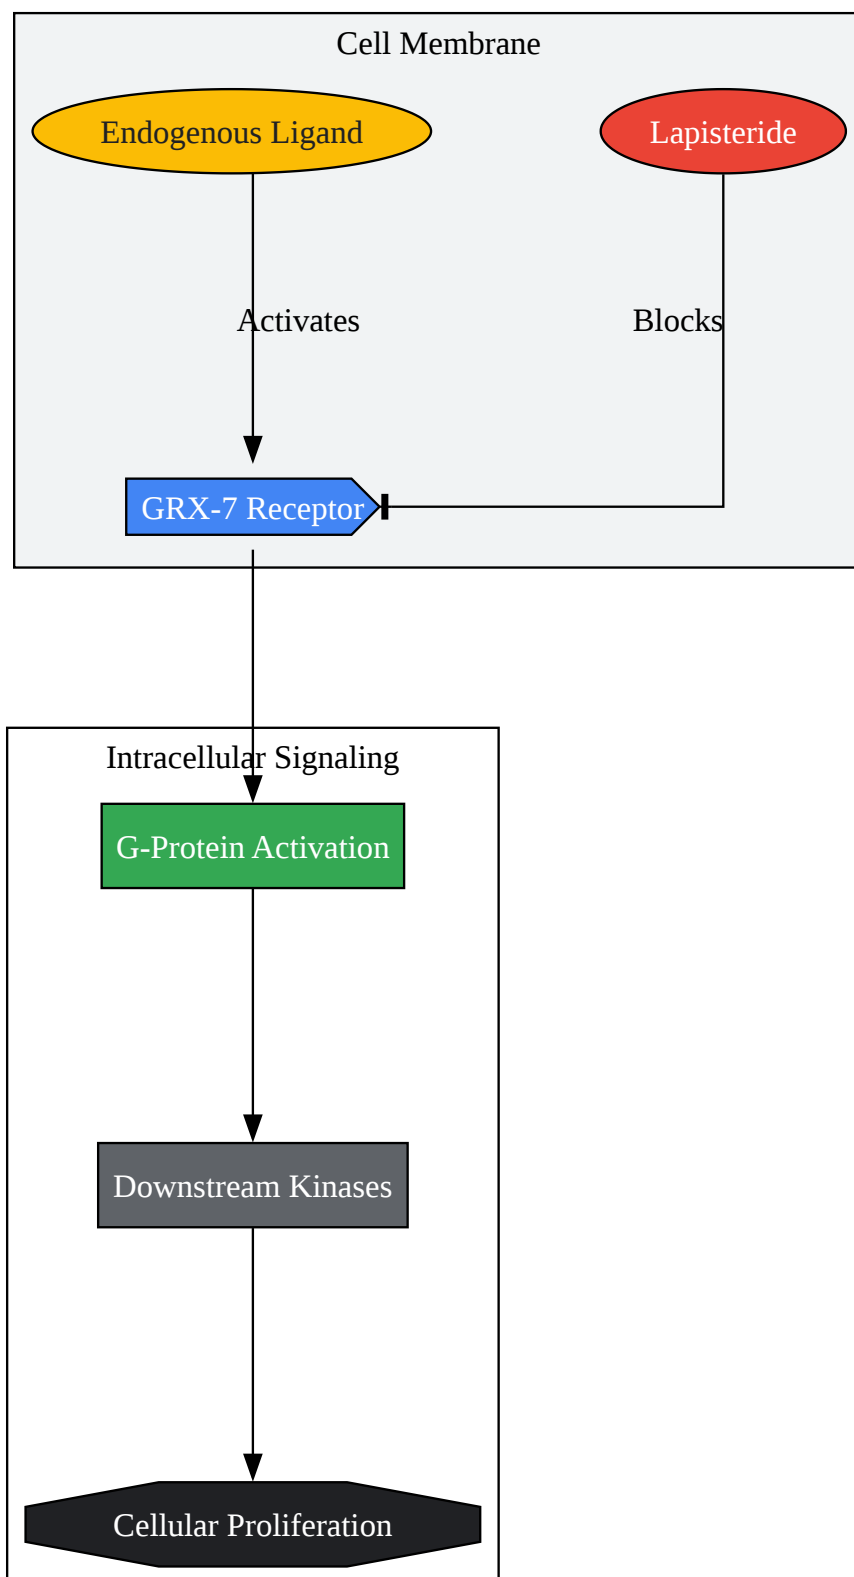 Cell Membrane
Endogenous Ligand
Lapisteride
Activates
Blocks
GRX-7 Receptor
Intracellular Signaling
G-Protein Activation
Downstream Kinases
Cellular Proliferation